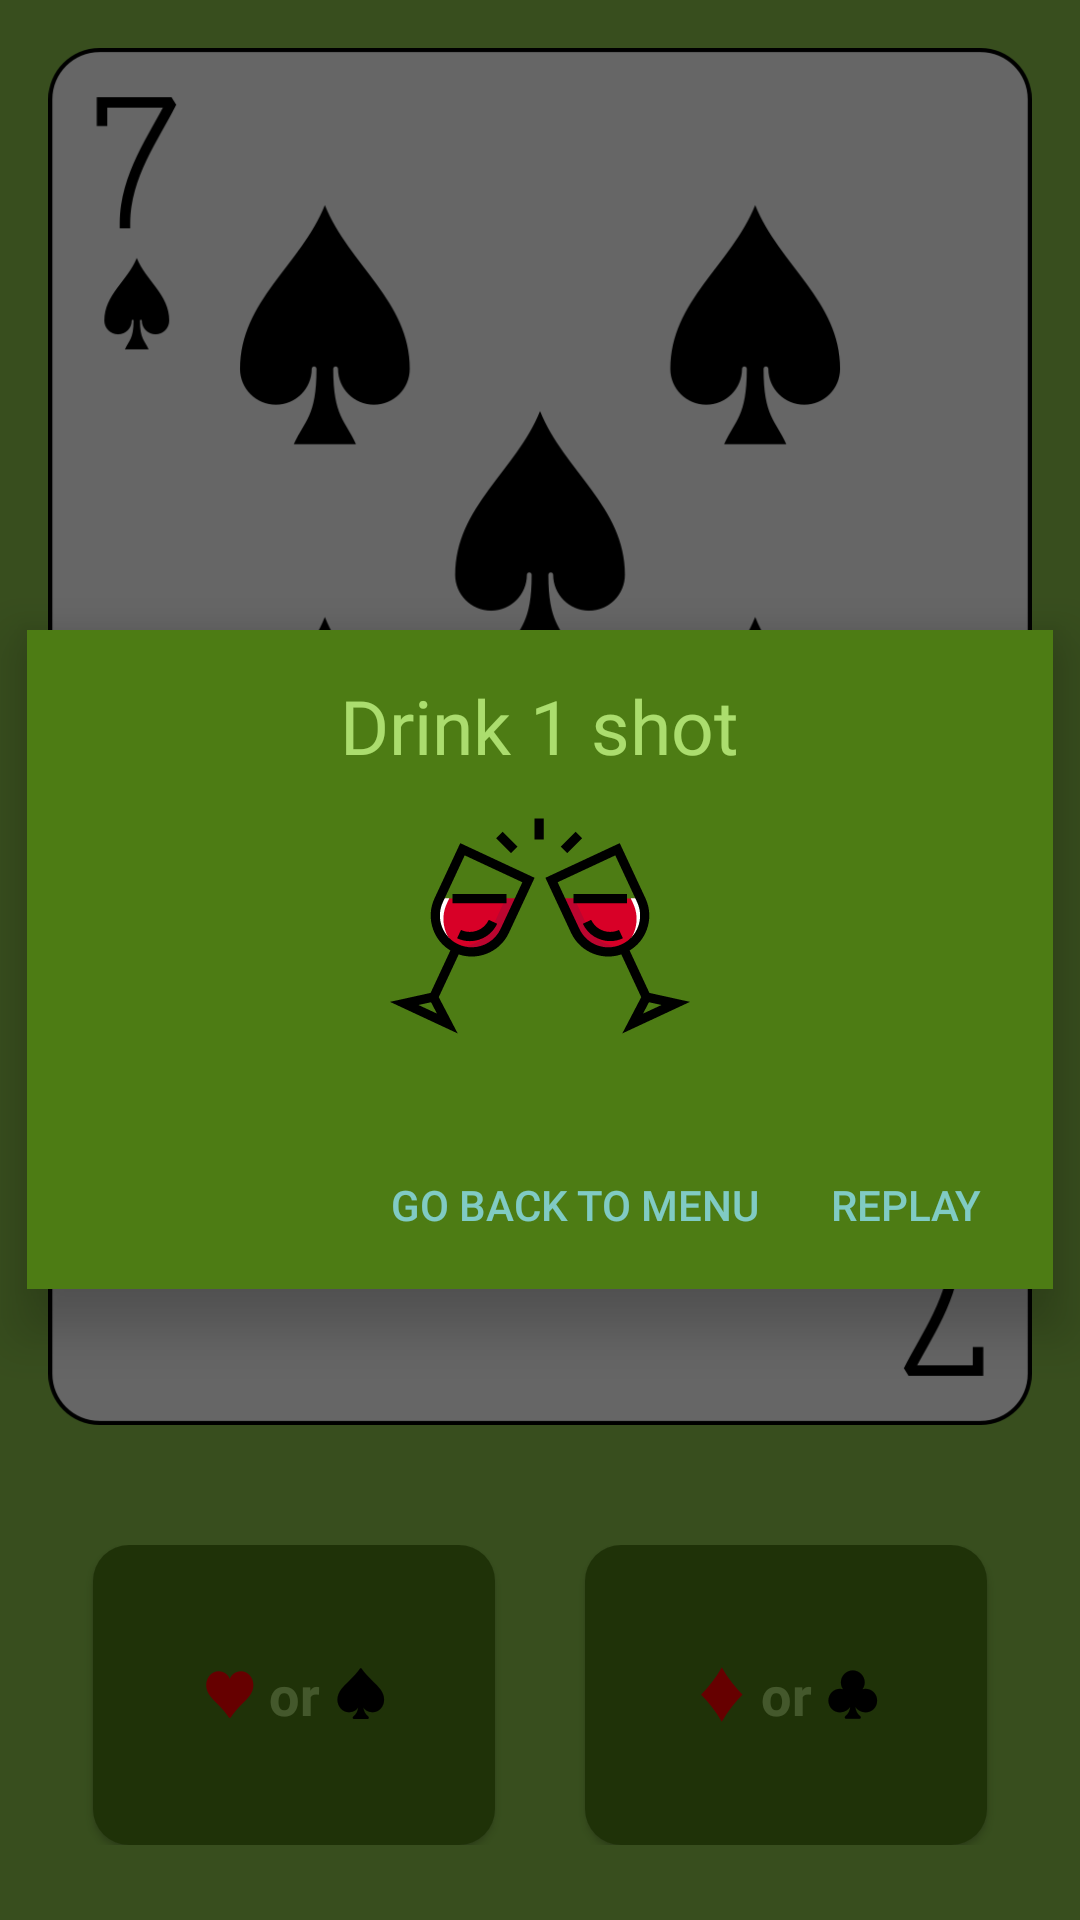 7
Drink 1 shot
GO BACK TO MENU REPLAY
7
♥ or ♠ ♦ or ♣